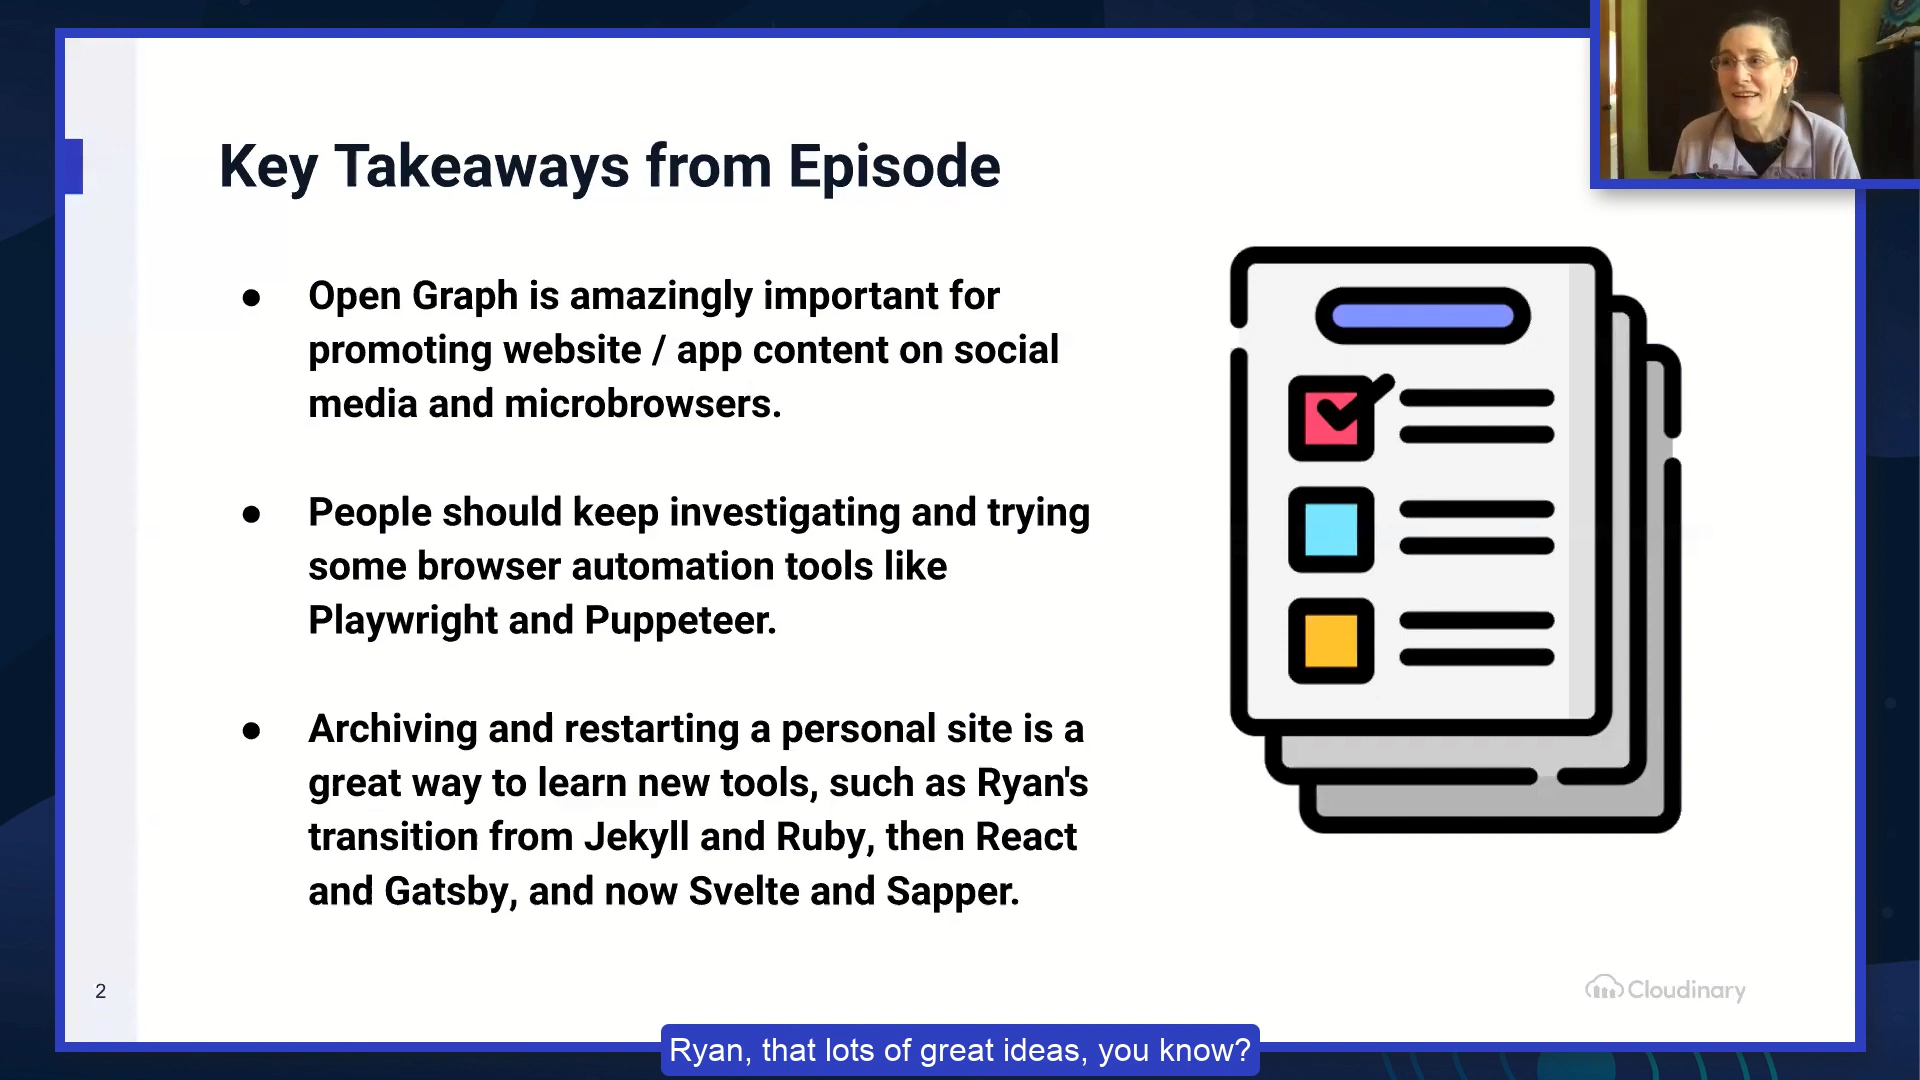 Key Takeaways from Episode
● Open Graph is amazingly important for
promoting website / app content on social
media and microbrowsers.
● People should keep investigating and trying
some browser automation tools like
Playwright and Puppeteer.
● Archiving and restarting a personal site is a
great way to learn new tools, such as Ryan's
transition from Jekyll and Ruby, then React
and Gatsby, and now Svelte and Sapper.
2
Cloudinary
Ryan, that lots of great ideas, you know?